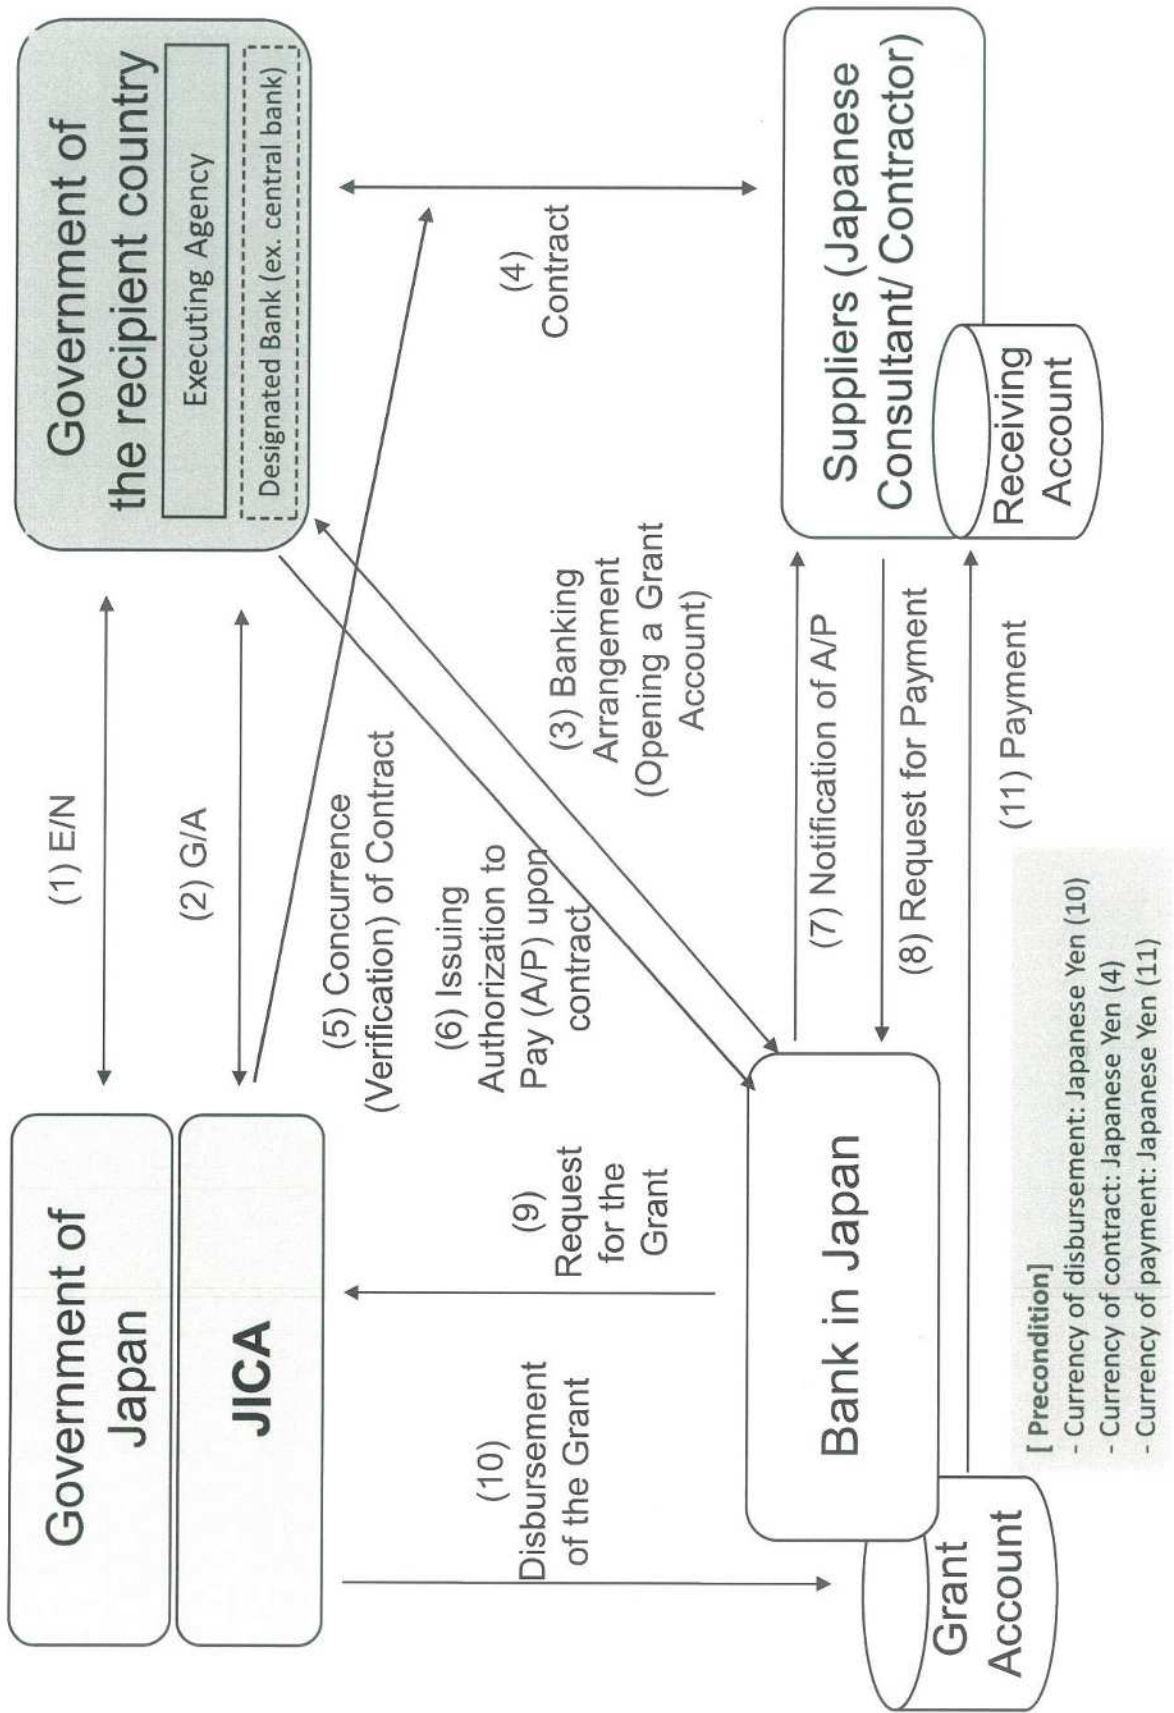 Government of
Japan
JICA
(1) E/N
(2) G/A
Government of
the recipient country
Executing Agency
Designated Bank (ex. central bank)
(5) Concurrence
(Verification) of Contract
(6) Issuing
Authorization to
Pay (A/P) upon
contract
(3) Banking
Arrangement
(Opening a Grant
Account)
(4)
Contract
(10)
Disbursement
of the Grant
(9)
Request
for the
Grant
Bank in Japan
Grant
Account
(7) Notification of A/P
(8) Request for Payment
(11) Payment
Suppliers (Japanese
Consultant/ Contractor)
Receiving
Account
[ Precondition]
- Currency of disbursement: Japanese Yen (10)
- Currency of contract: Japanese Yen (4)
- Currency of payment: Japanese Yen (11)